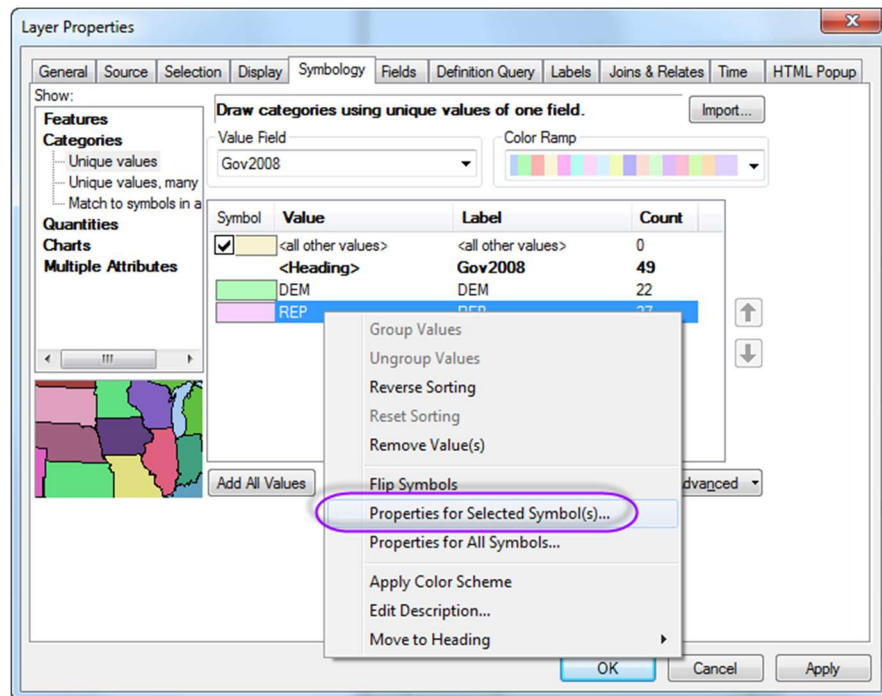 Layer Properties
General Source Selection Display Symbology Fields Definition Query Labels Joins & Relates Time HTML Popup
Show:
Features
Categories
Unique values
Unique values, many
Match to symbols in a
Quantities
Charts
Multiple Attributes
Draw categories using unique values of one field.
Import...
Value Field
Color Ramp
Gov2008
Symbol Value Label Count
<all other values> <all other values> 0
<Heading> Gov2008 49
DEM DEM 22
REP REP 27
Group Values
Ungroup Values
Reverse Sorting
Reset Sorting
Remove Value(s)
Flip Symbols
Properties for Selected Symbol(s)...
Properties for All Symbols...
Apply Color Scheme
Edit Description...
Move to Heading
Add All Values
dvanced
OK Cancel Apply